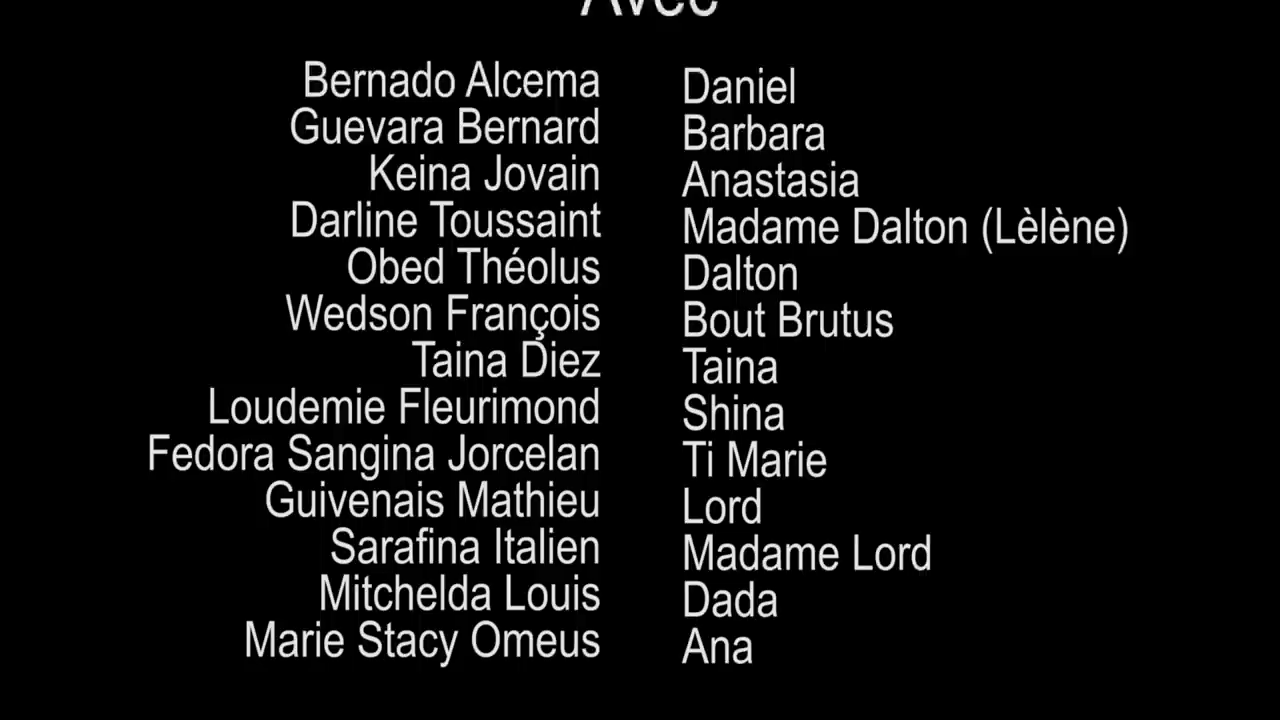 Avec
Bernado Alcema Daniel
Guevara Bernard Barbara
Keina Jovain Anastasia
Darline Toussaint Madame Dalton (Lèlène)
Obed Théolus Dalton
Wedson François Bout Brutus
Taina Diez Taina
Loudemie Fleurimond Shina
Fedora Sangina Jorcelan Ti Marie
Guivenais Mathieu Lord
Sarafina Italien Madame Lord
Mitchelda Louis Dada
Marie Stacy Omeus Ana